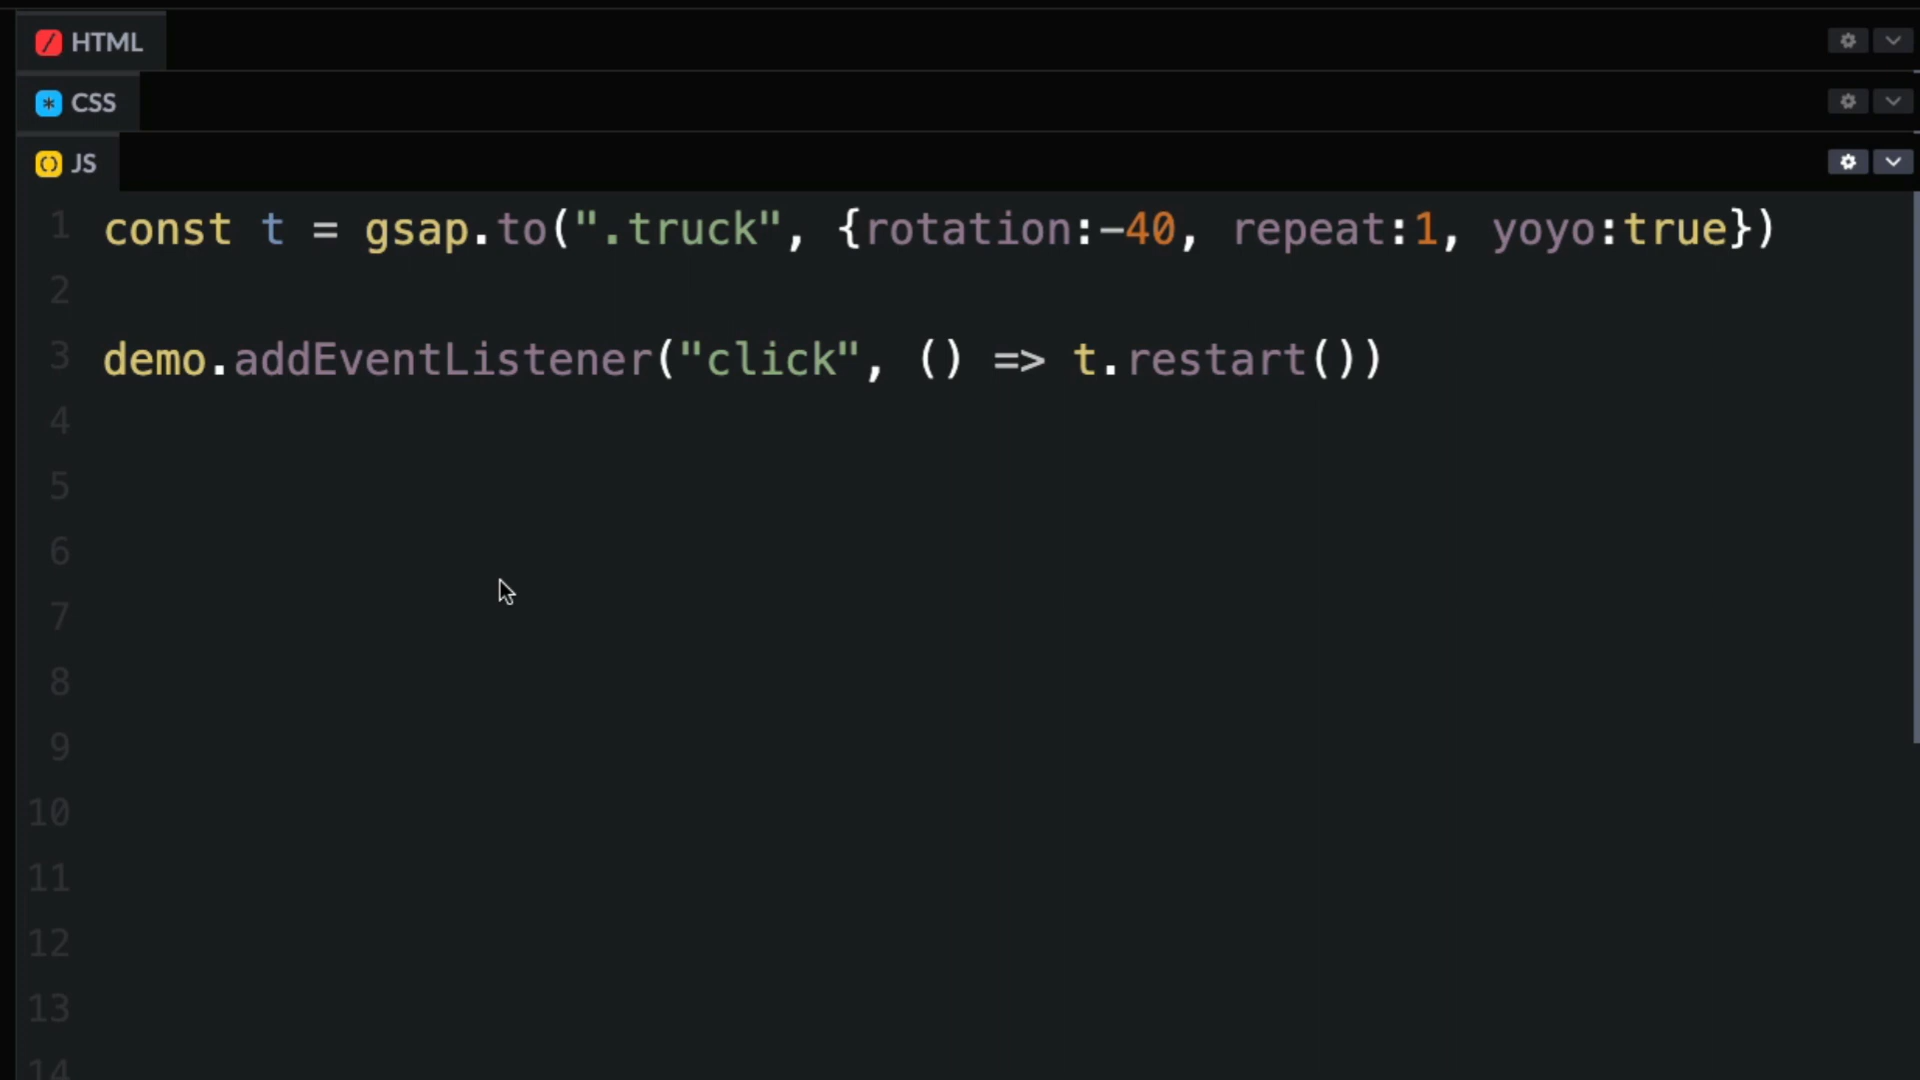 HTML
CSS
JS
1 const t = gsap.to(".truck", {rotation:-40, repeat:1, yoyo:true})
2
3 demo.addEventListener("click", () => t.restart())
4
5
6
7
8
9
10
11
12
13
14